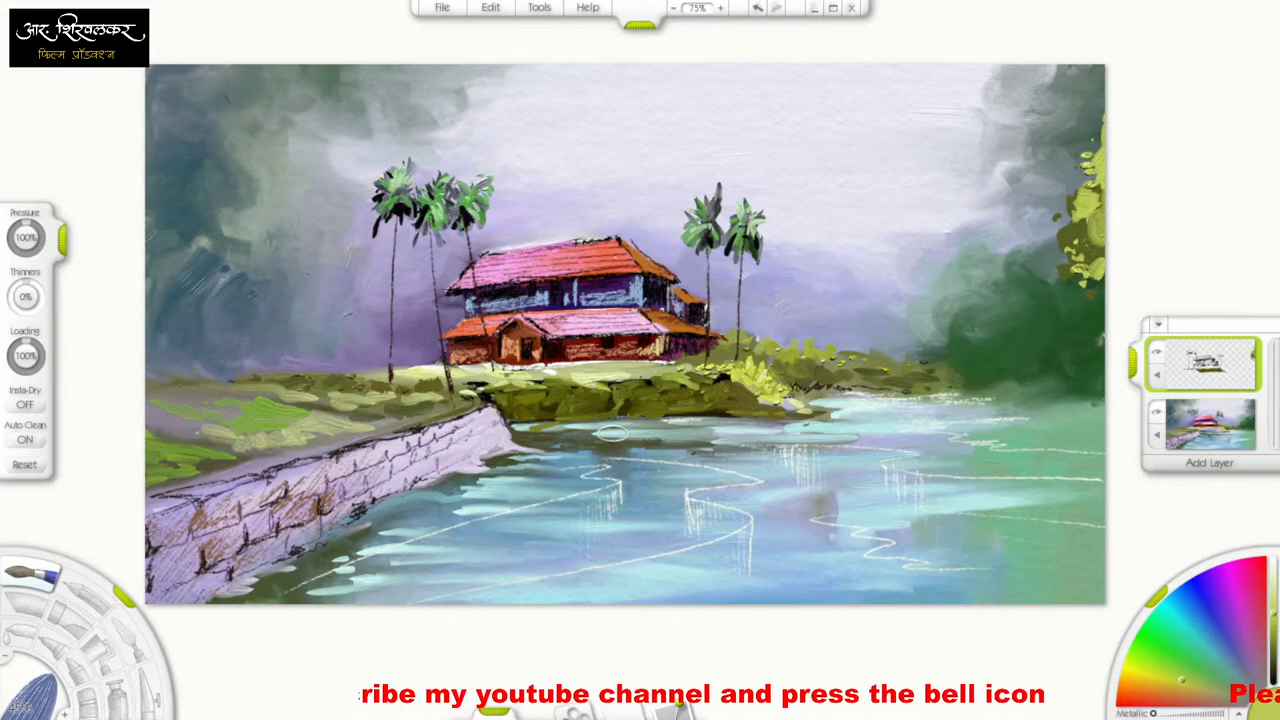 आर. शिरवलकर
फिल्म प्रॉडक्शन
File Edit Tools Help − 75% +
Pressure
100%
Thinners
0%
Loading
100%
Insta-Dry
OFF
Auto Clean
ON
Reset
Add Layer
Metallic
ribe my youtube channel and press the bell icon
Plea